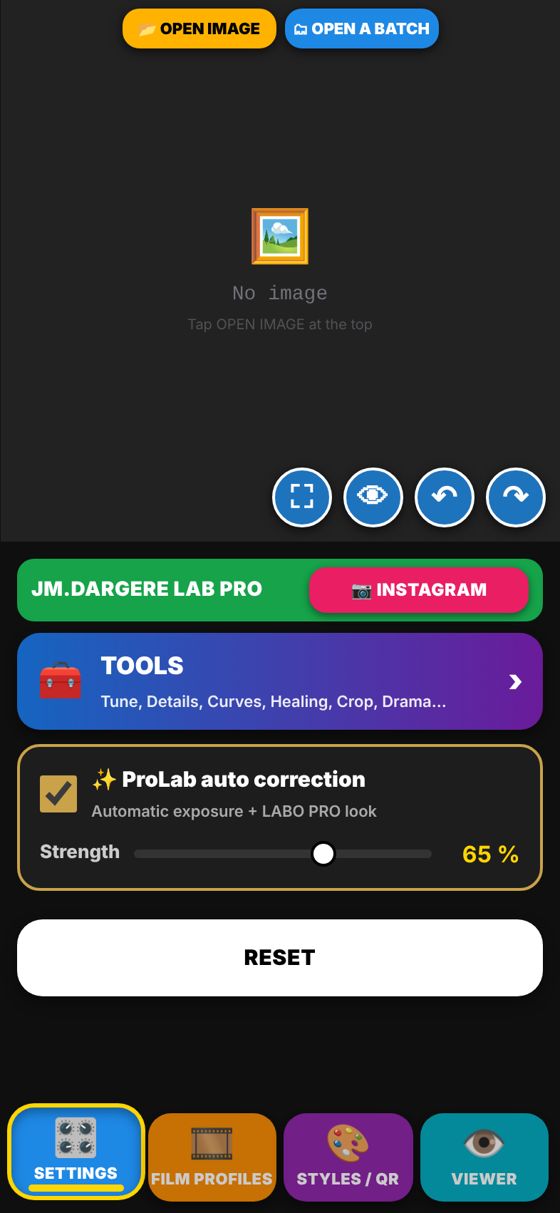 OPEN IMAGE
OPEN A BATCH
No image
Tap OPEN IMAGE at the top
JM.DARGERE LAB PRO
INSTAGRAM
TOOLS
Tune, Details, Curves, Healing, Crop, Drama...
ProLab auto correction
Automatic exposure + LABO PRO look
Strength
65 %
RESET
SETTINGS
FILM PROFILES
STYLES / QR
VIEWER